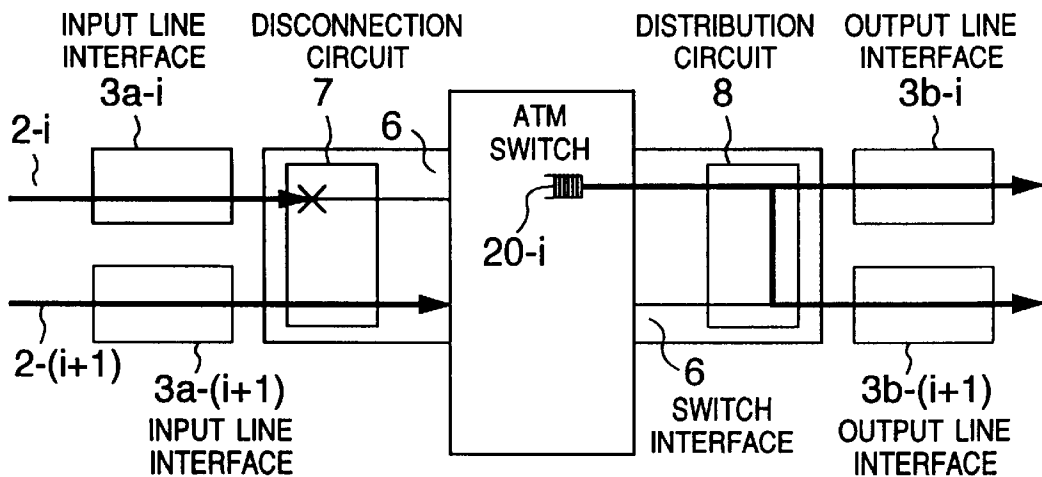 INPUT LINE
INTERFACE
3a-i
DISCONNECTION
CIRCUIT
7
DISTRIBUTION
CIRCUIT
8
OUTPUT LINE
INTERFACE
3b-i
2-i
6
ATM
SWITCH
20-i
2-(i+1)
3a-(i+1)
INPUT LINE
INTERFACE
6
SWITCH
INTERFACE
3b-(i+1)
OUTPUT LINE
INTERFACE